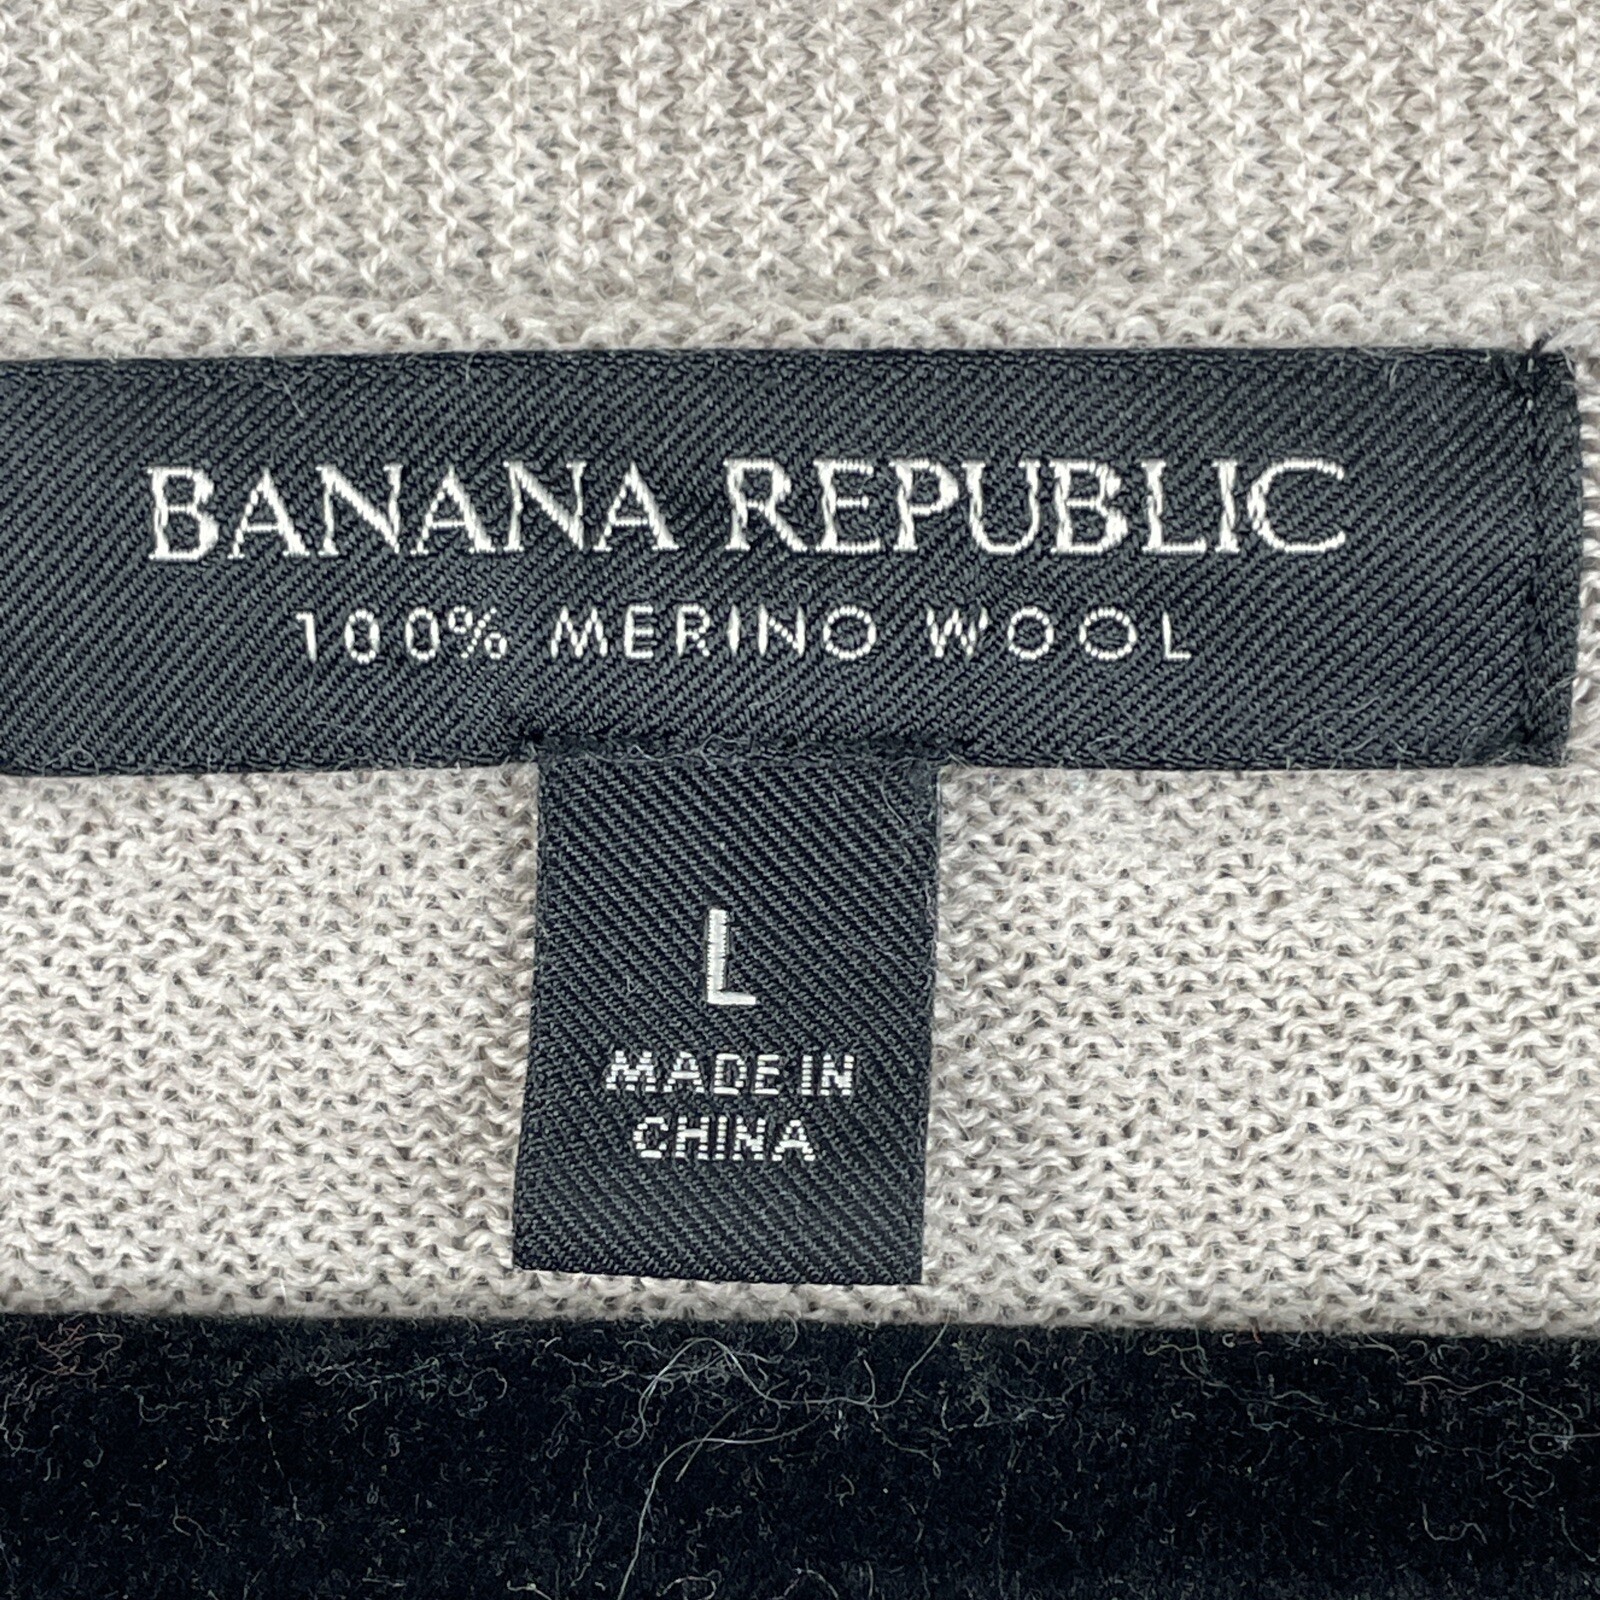 BANANA REPUBLIC
100% MERINO WOOL
L
MADE IN
CHINA